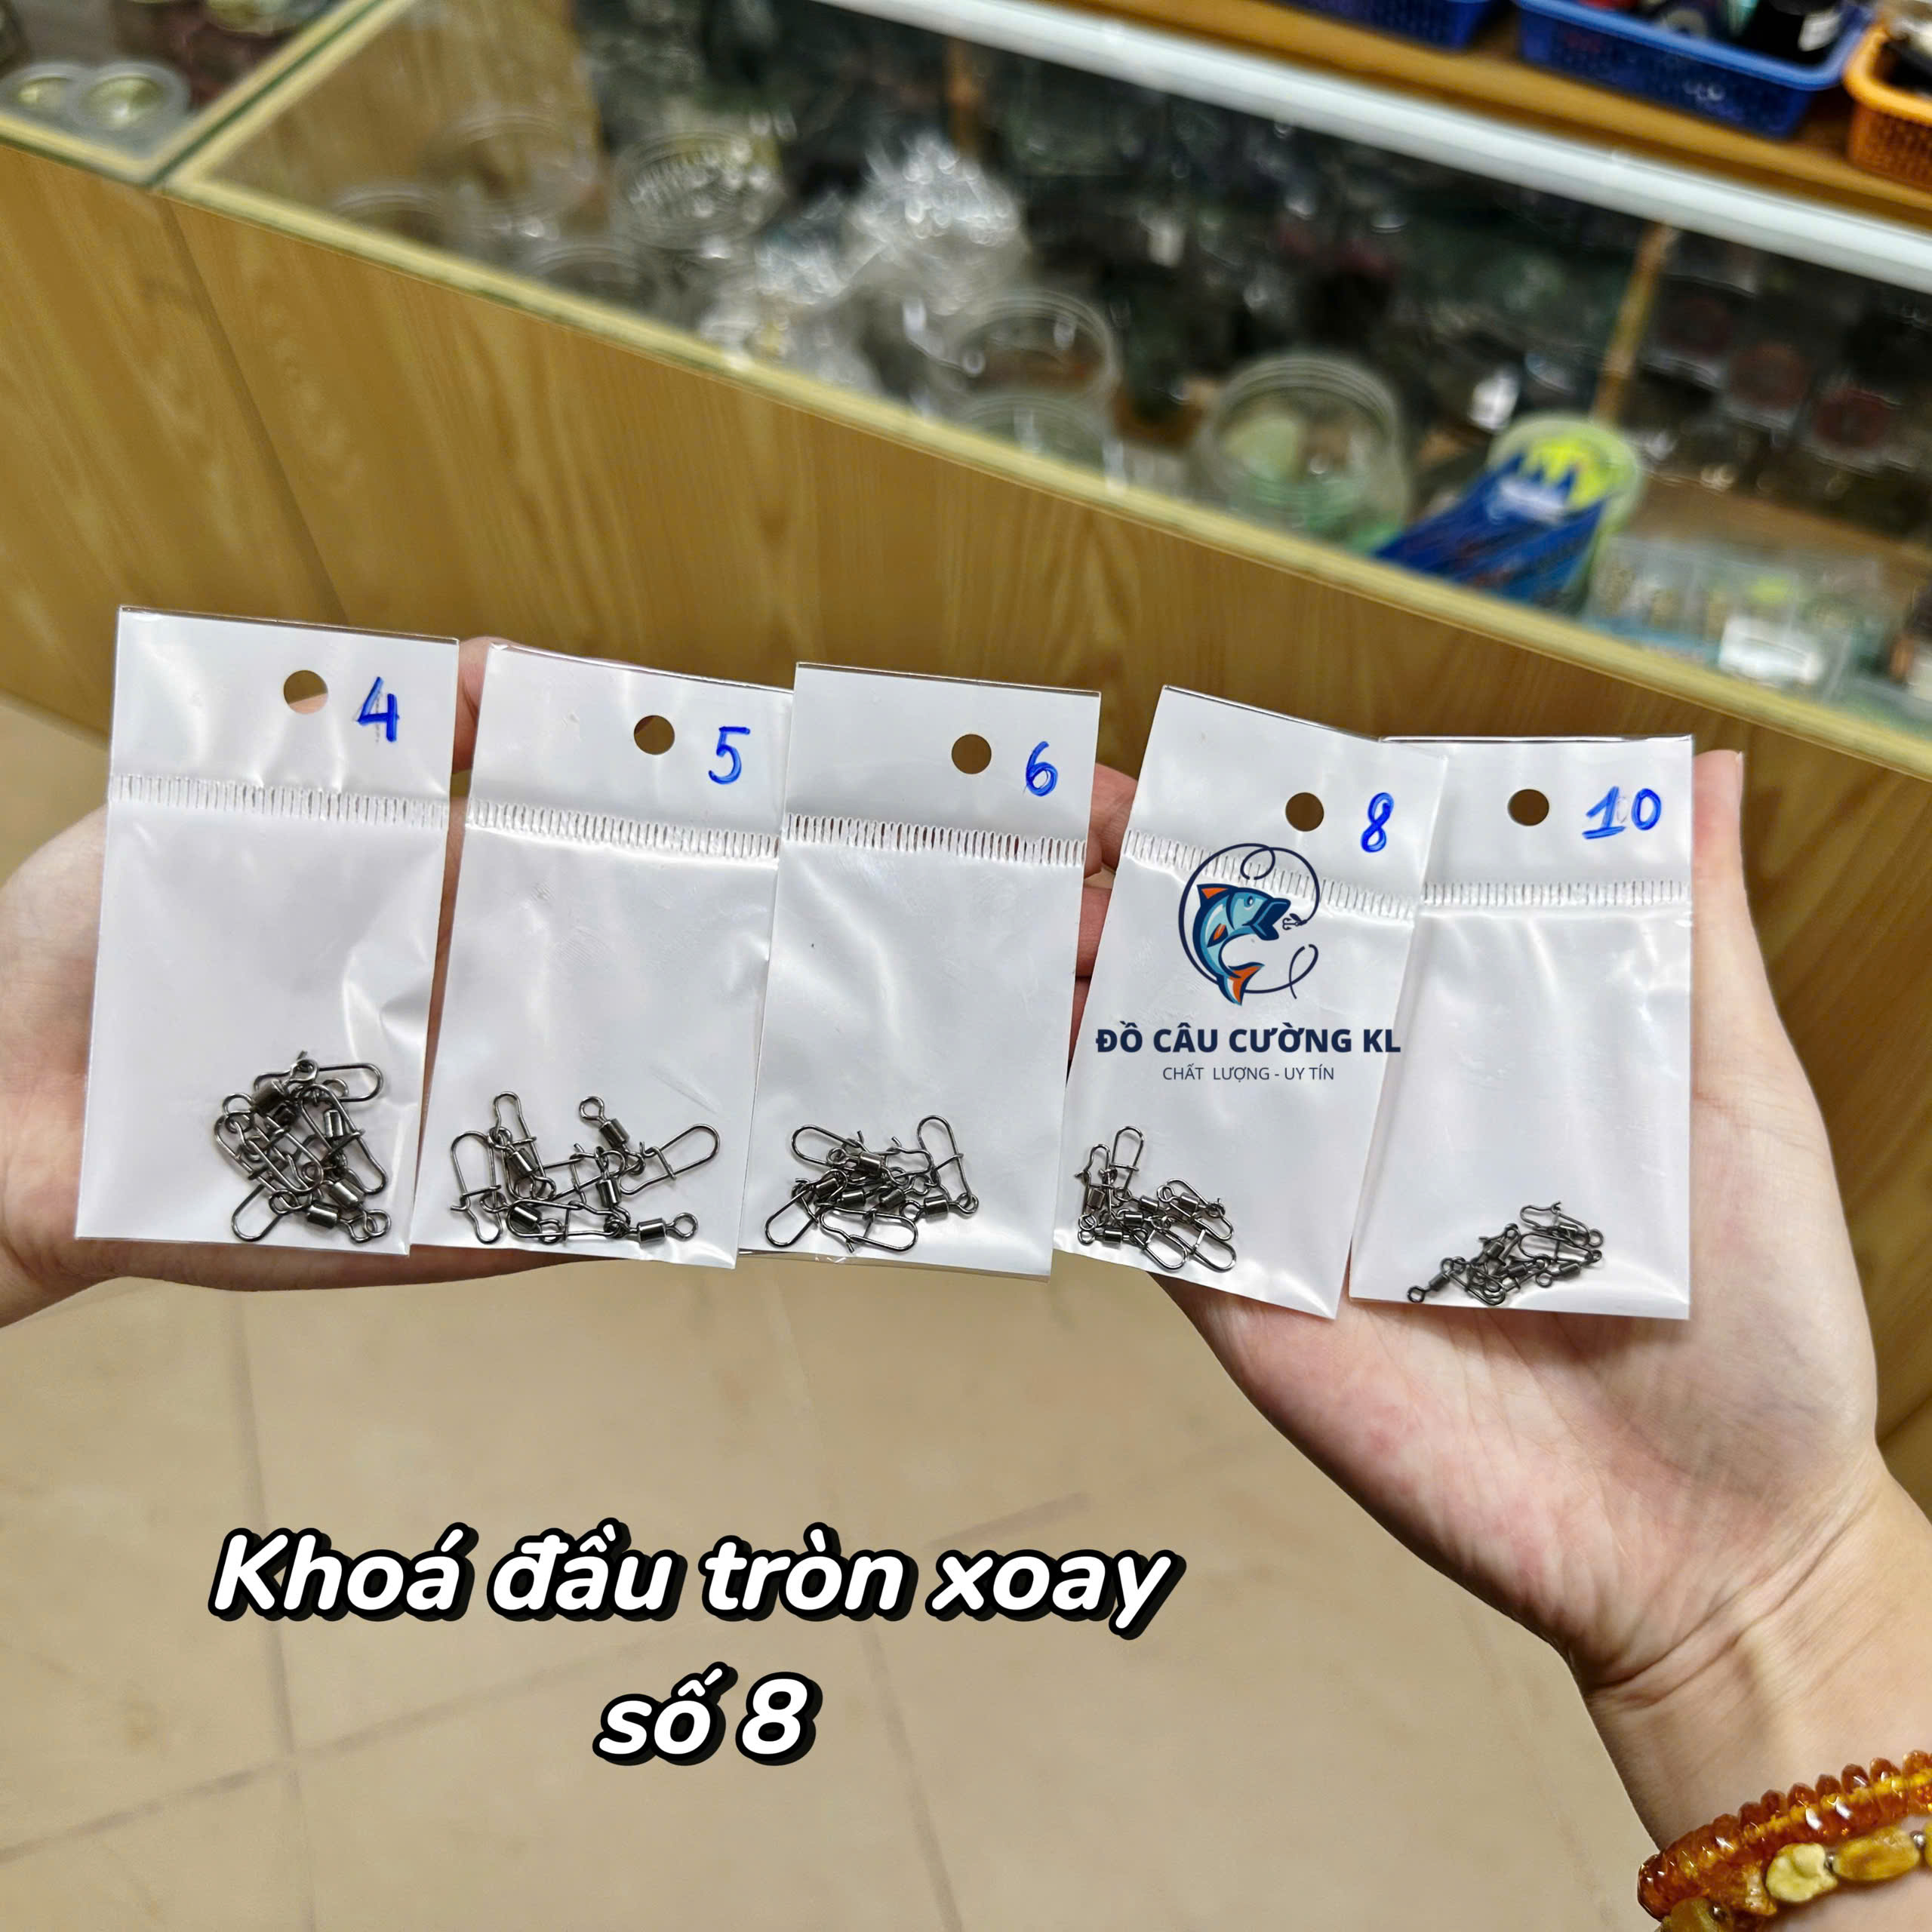 4
5
6
8
10
ĐỒ CÂU CƯỜNG KL
CHẤT LƯỢNG - UY TÍN
Khoá đầu tròn xoay
số 8